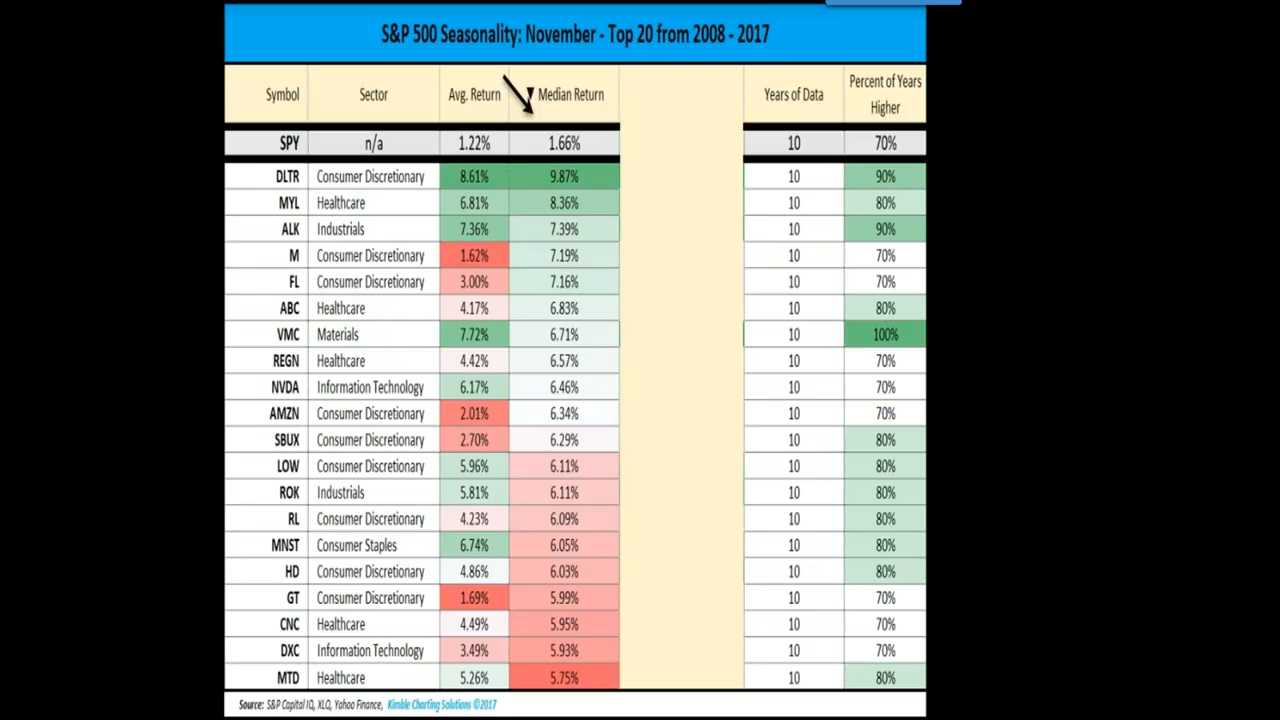 S&P 500 Seasonality: November - Top 20 from 2008 - 2017
Symbol Sector Avg. Return Median Return Years of Data Percent of Years Higher
SPY n/a 1.22% 1.66% 10 70%
DLTR Consumer Discretionary 8.61% 9.87% 10 90%
MYL Healthcare 6.81% 8.36% 10 80%
ALK Industrials 7.36% 7.39% 10 90%
M Consumer Discretionary 1.62% 7.19% 10 70%
FL Consumer Discretionary 3.00% 7.16% 10 70%
ABC Healthcare 4.17% 6.83% 10 80%
VMC Materials 7.72% 6.71% 10 100%
REGN Healthcare 4.42% 6.57% 10 70%
NVDA Information Technology 6.17% 6.46% 10 70%
AMZN Consumer Discretionary 2.01% 6.34% 10 70%
SBUX Consumer Discretionary 2.70% 6.29% 10 80%
LOW Consumer Discretionary 5.96% 6.11% 10 80%
ROK Industrials 5.81% 6.11% 10 80%
RL Consumer Discretionary 4.23% 6.09% 10 80%
MNST Consumer Staples 6.74% 6.05% 10 80%
HD Consumer Discretionary 4.86% 6.03% 10 80%
GT Consumer Discretionary 1.69% 5.99% 10 70%
CNC Healthcare 4.49% 5.95% 10 70%
DXC Information Technology 3.49% 5.93% 10 70%
MTD Healthcare 5.26% 5.75% 10 80%
Source: S&P Capital IQ, XLQ, Yahoo Finance, Kimble Charting Solutions ©2017